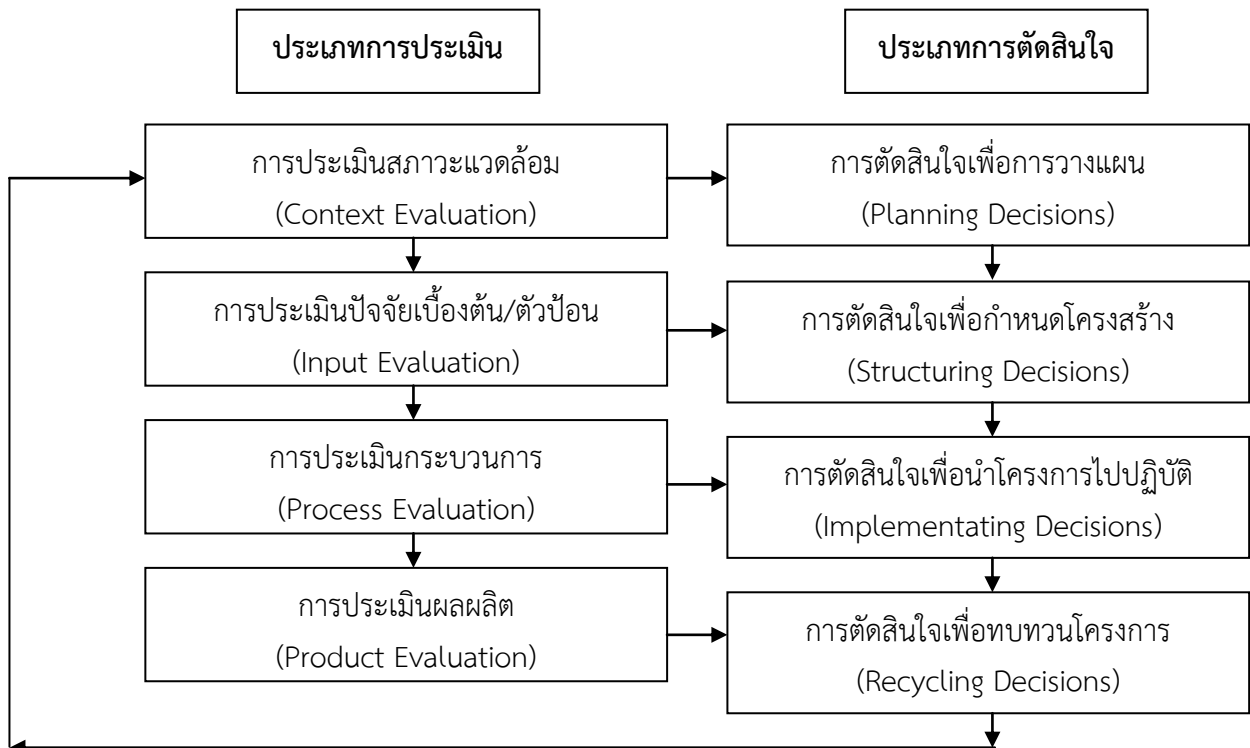 ประเภทการประเมิน
ประเภทการตัดสินใจ
การประเมินสภาวะแวดล้อม
(Context Evaluation)
การตัดสินใจเพื่อการวางแผน
(Planning Decisions)
การประเมินปัจจัยเบื้องต้น/ตัวป้อน
(Input Evaluation)
การตัดสินใจเพื่อกำหนดโครงสร้าง
(Structuring Decisions)
การประเมินกระบวนการ
(Process Evaluation)
การตัดสินใจเพื่อนำโครงการไปปฏิบัติ
(Implementating Decisions)
การประเมินผลผลิต
(Product Evaluation)
การตัดสินใจเพื่อทบทวนโครงการ
(Recycling Decisions)